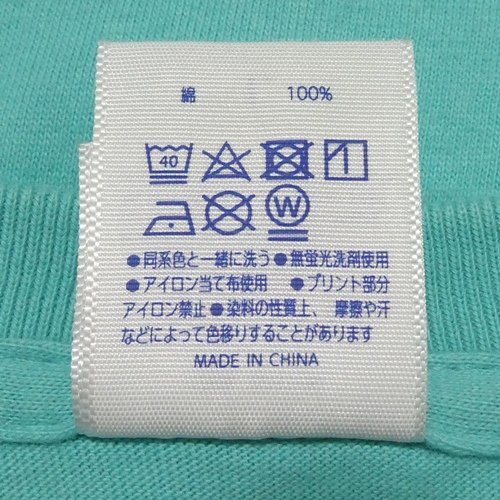 綿 100%
40
W
●同系色と一緒に洗う●無蛍光洗剤使用
●アイロン当て布使用 ●プリント部分
アイロン禁止●染料の性質上、摩擦や汗
などによって色移りすることがあります
MADE IN CHINA